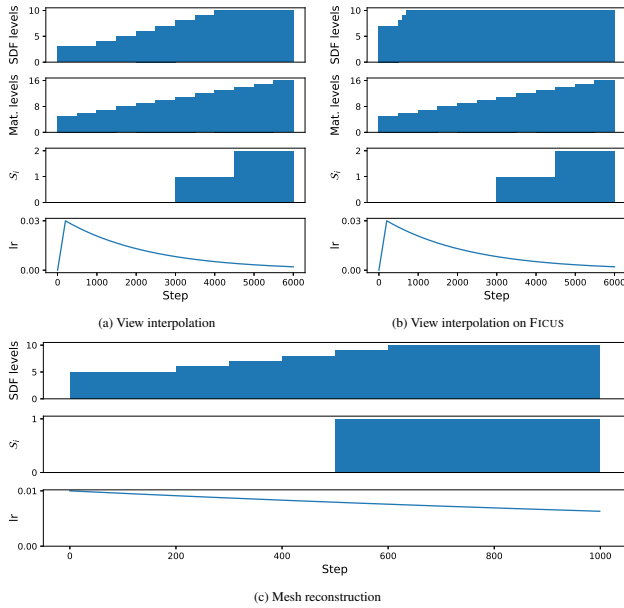 SDF levels
10
5
0
Mat. levels
16
8
0
S_i
2
1
0
lr
0.03
0.00
0 1000 2000 3000 4000 5000 6000
Step
(a) View interpolation
SDF levels
10
5
0
Mat. levels
16
8
0
S_i
2
1
0
lr
0.03
0.00
0 1000 2000 3000 4000 5000 6000
Step
(b) View interpolation on FICUS
SDF levels
10
5
0
S_i
1
0
lr
0.01
0.00
0 200 400 600 800 1000
Step
(c) Mesh reconstruction